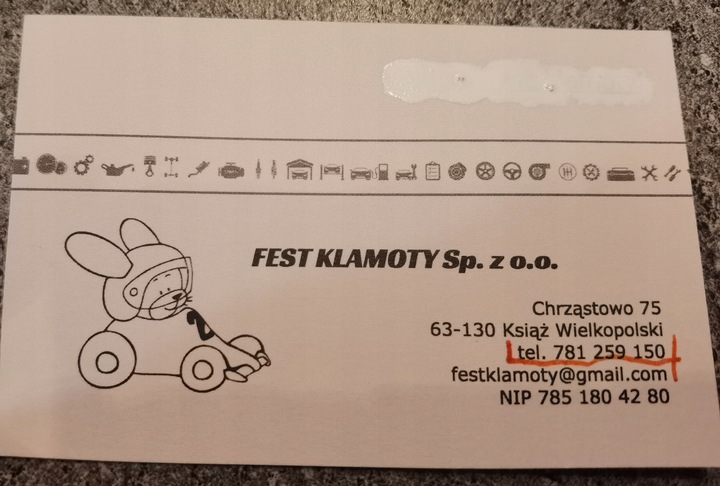 FEST KLAMOTY Sp. z o.o.
2
Chrząstowo 75
63-130 Książ Wielkopolski
tel. 781 259 150
festklamoty@gmail.com
NIP 785 180 42 80